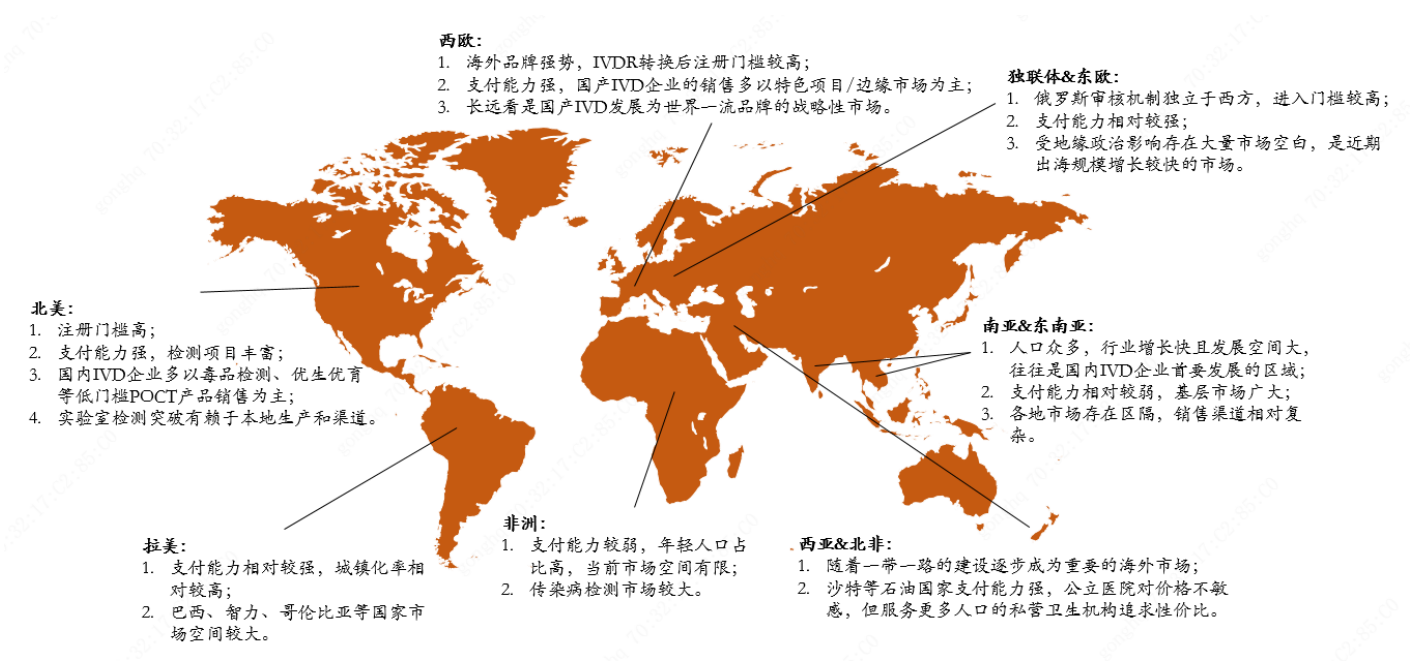 西欧：
1. 海外品牌强势，IVDR转换后注册门槛较高；
2. 支付能力强，国产IVD企业的销售多以特色项目/边缘市场为主；
3. 长远看是国产IVD发展为世界一流品牌的战略性市场。
独联体&东欧：
1. 俄罗斯审核机制独立于西方，进入门槛较高；
2. 支付能力相对较强；
3. 受地缘政治影响存在大量市场空白，是近期
出海规模增长较快的市场。
北美：
1. 注册门槛高；
2. 支付能力强，检测项目丰富；
3. 国内IVD企业多以毒品检测、优生优育
等低门槛POCT产品销售为主；
4. 实验室检测突破有赖于本地生产和渠道。
南亚&东南亚：
1. 人口众多，行业增长快且发展空间大，
往往是国内IVD企业首要发展的区域；
2. 支付能力相对较弱，基层市场广大；
3. 各地市场存在区隔，销售渠道相对复
杂。
拉美：
1. 支付能力相对较强，城镇化率相
对较高；
2. 巴西、智力、哥伦比亚等国家市
场空间较大。
非洲：
1. 支付能力较弱，年轻人口占
比高，当前市场空间有限；
2. 传染病检测市场较大。
西亚&北非：
1. 随着一带一路的建设逐步成为重要的海外市场；
2. 沙特等石油国家支付能力强，公立医院对价格不敏
感，但服务更多人口的私营卫生机构追求性价比。